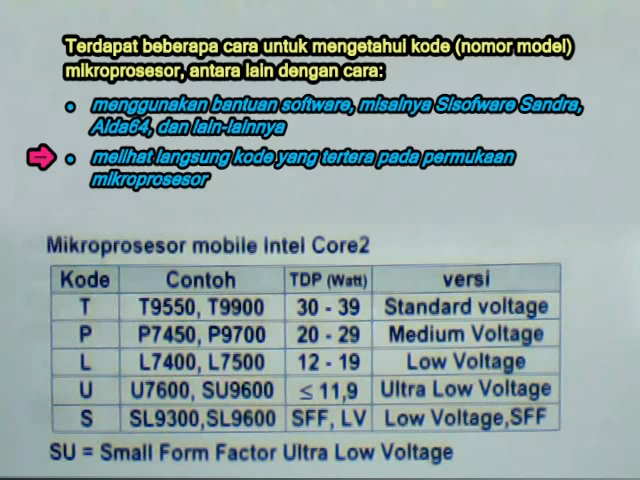 Terdapat beberapa cara untuk mengetahui kode (nomor model)
mikroprosesor, antara lain dengan cara:
• menggunakan bantuan software, misalnya Sisofware Sandra,
Aida64, dan lain-lainnya
• melihat langsung kode yang tertera pada permukaan
mikroprosesor
Mikroprosesor mobile Intel Core2
Kode Contoh TDP (Watt) versi
T T9550, T9900 30 - 39 Standard voltage
P P7450, P9700 20 - 29 Medium Voltage
L L7400, L7500 12 - 19 Low Voltage
U U7600, SU9600 ≤ 11,9 Ultra Low Voltage
S SL9300,SL9600 SFF, LV Low Voltage,SFF
SU = Small Form Factor Ultra Low Voltage